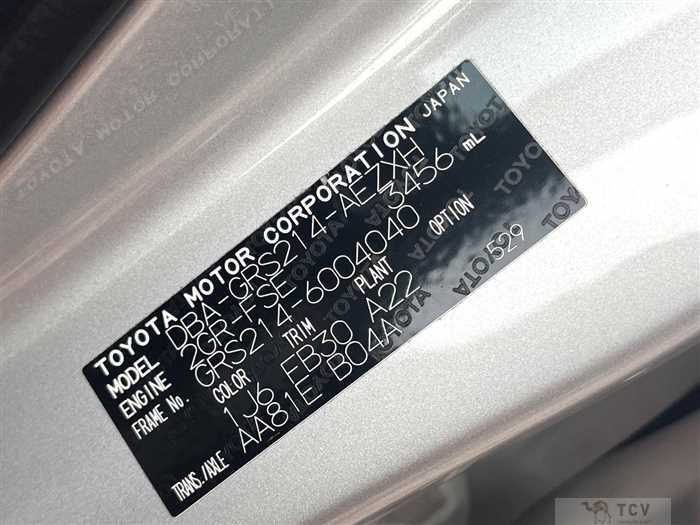 TOYOTA MOTOR CORPORATION JAPAN
MODEL DBA-GRS214-AEZXH
ENGINE 2GR-FSE 3456 mL
FRAME No. GRS214-6004040
COLOR TRIM PLANT OPTION
1J6 FB30 A22 529
TRANS./AXLE AA81E B04A
TCV